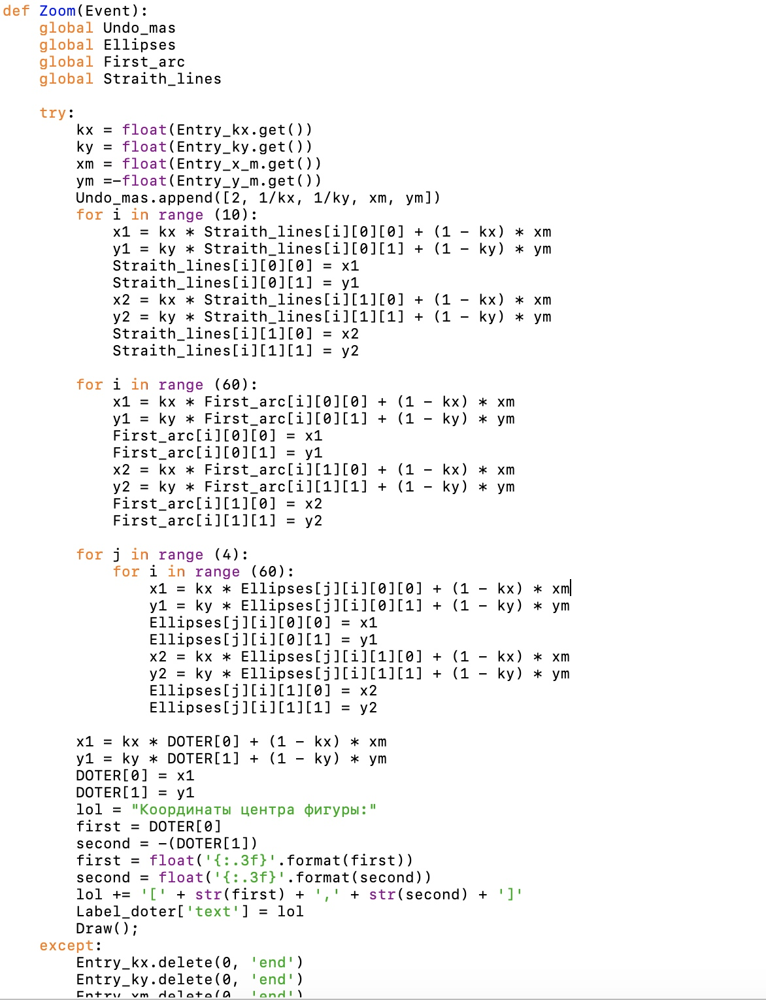 def Zoom(Event):
    global Undo_mas
    global Ellipses
    global First_arc
    global Straith_lines

    try:
        kx = float(Entry_kx.get())
        ky = float(Entry_ky.get())
        xm = float(Entry_x_m.get())
        ym =-float(Entry_y_m.get())
        Undo_mas.append([2, 1/kx, 1/ky, xm, ym])
        for i in range (10):
            x1 = kx * Straith_lines[i][0][0] + (1 - kx) * xm
            y1 = ky * Straith_lines[i][0][1] + (1 - ky) * ym
            Straith_lines[i][0][0] = x1
            Straith_lines[i][0][1] = y1
            x2 = kx * Straith_lines[i][1][0] + (1 - kx) * xm
            y2 = ky * Straith_lines[i][1][1] + (1 - ky) * ym
            Straith_lines[i][1][0] = x2
            Straith_lines[i][1][1] = y2

        for i in range (60):
            x1 = kx * First_arc[i][0][0] + (1 - kx) * xm
            y1 = ky * First_arc[i][0][1] + (1 - ky) * ym
            First_arc[i][0][0] = x1
            First_arc[i][0][1] = y1
            x2 = kx * First_arc[i][1][0] + (1 - kx) * xm
            y2 = ky * First_arc[i][1][1] + (1 - ky) * ym
            First_arc[i][1][0] = x2
            First_arc[i][1][1] = y2

        for j in range (4):
            for i in range (60):
                x1 = kx * Ellipses[j][i][0][0] + (1 - kx) * xm
                y1 = ky * Ellipses[j][i][0][1] + (1 - ky) * ym
                Ellipses[j][i][0][0] = x1
                Ellipses[j][i][0][1] = y1
                x2 = kx * Ellipses[j][i][1][0] + (1 - kx) * xm
                y2 = ky * Ellipses[j][i][1][1] + (1 - ky) * ym
                Ellipses[j][i][1][0] = x2
                Ellipses[j][i][1][1] = y2

        x1 = kx * DOTER[0] + (1 - kx) * xm
        y1 = ky * DOTER[1] + (1 - ky) * ym
        DOTER[0] = x1
        DOTER[1] = y1
        lol = "Координаты центра фигуры:"
        first = DOTER[0]
        second = -(DOTER[1])
        first = float('{:.3f}'.format(first))
        second = float('{:.3f}'.format(second))
        lol += '[' + str(first) + ',' + str(second) + ']'
        Label_doter['text'] = lol
        Draw();
    except:
        Entry_kx.delete(0, 'end')
        Entry_ky.delete(0, 'end')
        Entry_xm.delete(0, 'end')